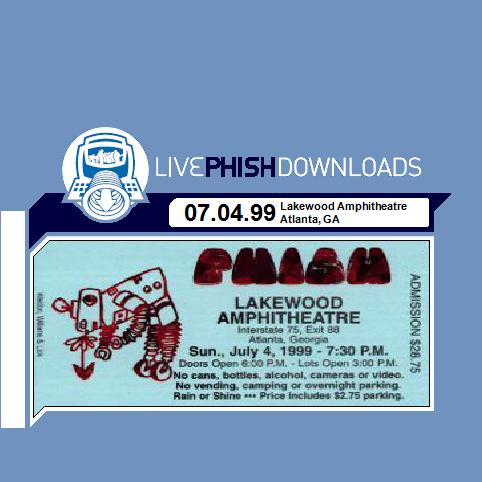 LIVEPHISHDOWNLOADS
07.04.99 Lakewood Amphitheatre
Atlanta, GA
PHISH
LAKEWOOD
AMPHITHEATRE
Interstate 75, Exit 88
Atlanta, Georgia
Sun., July 4, 1999 - 7:30 P.M.
Doors Open 6:00 P.M. - Lots Open 3:00 P.M.
No cans, bottles, alcohol, cameras or video.
No vending, camping or overnight parking.
Rain or Shine ••• Price Includes $2.75 parking.
ADMISSION $28.75